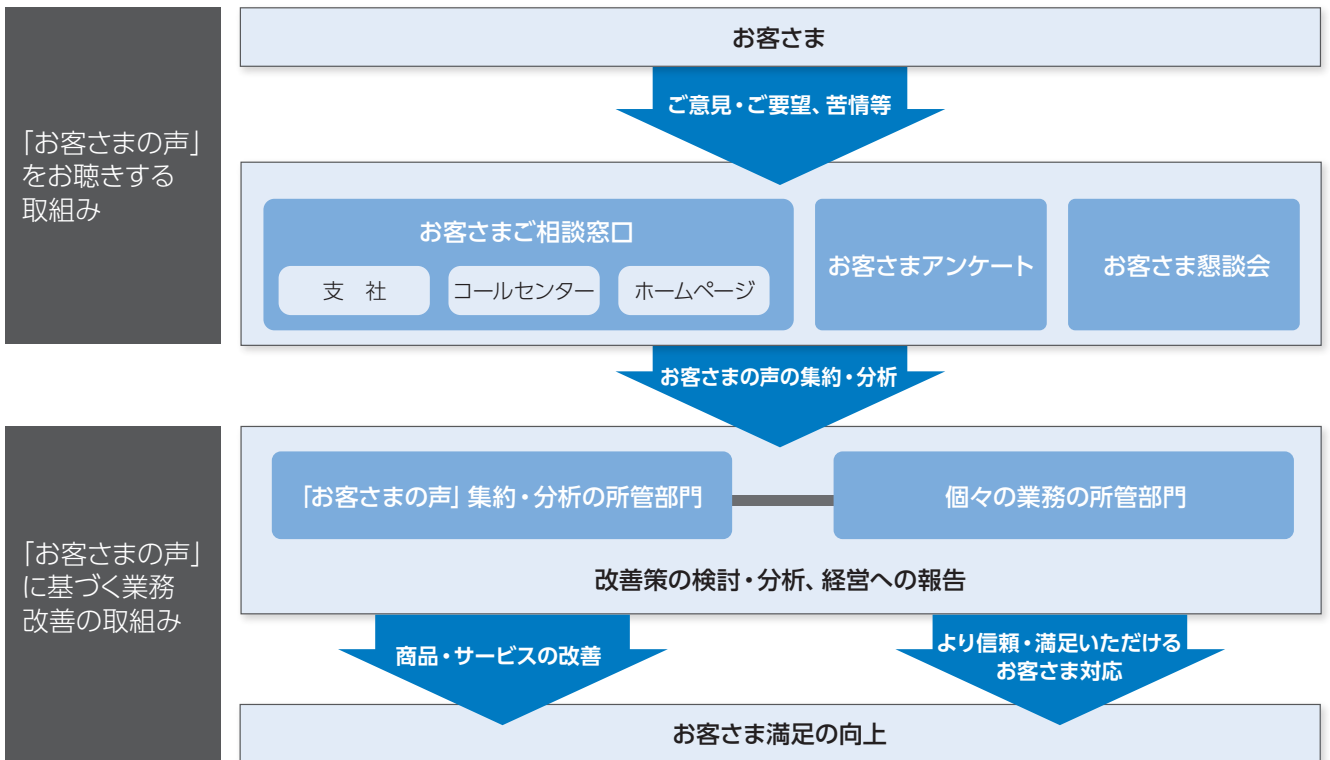 お客さま
ご意見・ご要望、苦情等
「お客さまの声」
をお聴きする
取組み
お客さまご相談窓口
支　社
コールセンター
ホームページ
お客さまアンケート
お客さま懇談会
お客さまの声の集約・分析
「お客さまの声」に基づく業務
改善の取組み
「お客さまの声」 集約・分析の所管部門
個々の業務の所管部門
改善策の検討・分析、経営への報告
商品・サービスの改善
より信頼・満足いただける
お客さま対応
お客さま満足の向上